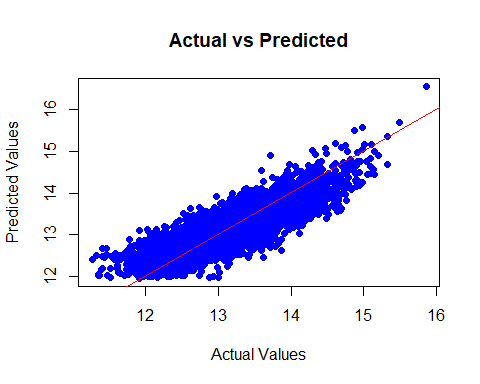 Actual vs Predicted
Predicted Values
16
15
14
13
12
12 13 14 15 16
Actual Values